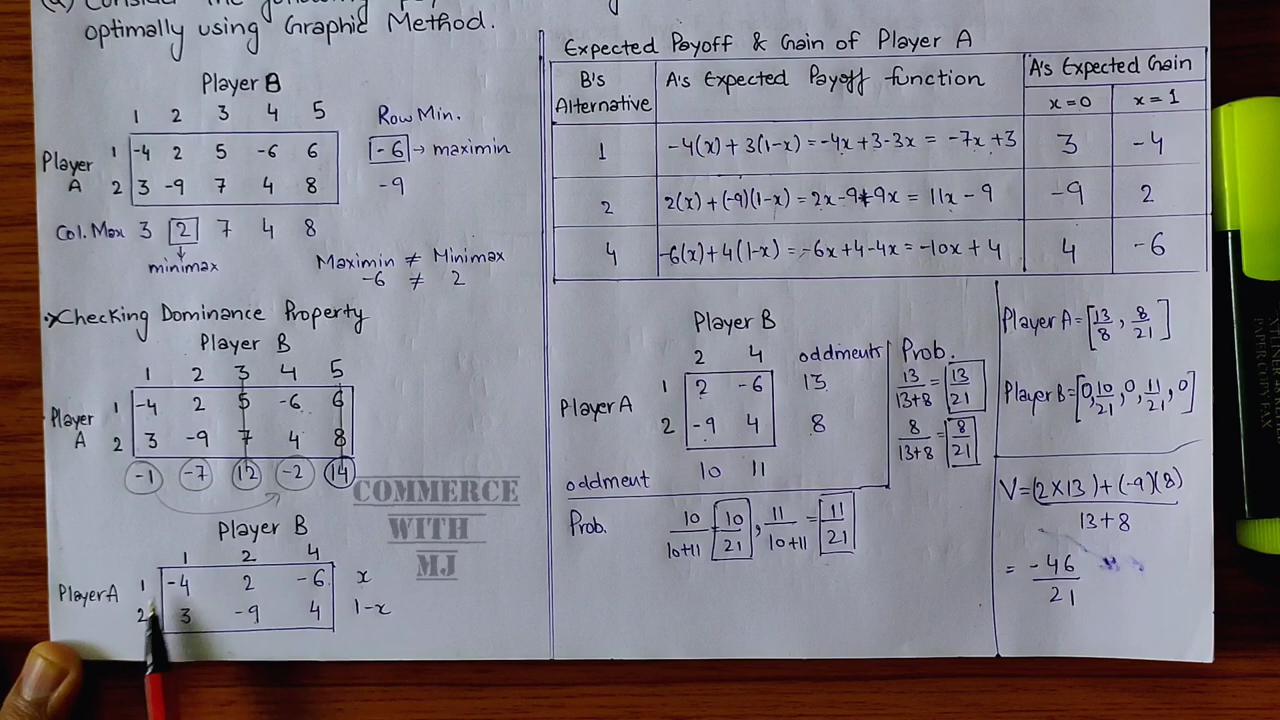 optimally using Graphic Method.
Player B
1 2 3 4 5 Row Min.
Player 1 -4 2 5 -6 6 -6 → maximin
A 2 3 -9 7 4 8 -9
Col. Max 3 2 7 4 8
minimax
Maximin ≠ Minimax
-6 ≠ 2
Checking Dominance Property
Player B
1 2 3 4 5
Player 1 -4 2 5 -6 6
A 2 3 -9 7 4 8
-1 -7 12 -2 14
Player B
1 2 4
Player A 1 -4 2 -6 x
2 3 -9 4 1-x
COMMERCE
WITH
MJ
Expected Payoff & Gain of Player A
B's Alternative A's Expected Payoff function A's Expected Gain
x=0 x=1
1 -4(x)+3(1-x)=-4x+3-3x = -7x+3 3 -4
2 2(x)+(-9)(1-x)=2x-9+9x = 11x-9 -9 2
4 -6(x)+4(1-x)=-6x+4-4x=-10x+4 4 -6
Player B
2 4 oddments Prob.
Player A 1 2 -6 13 13/13+8 = 13/21
2 -9 4 8 8/13+8 = 8/21
oddment 10 11
Prob. 10/10+11 = 10/21, 11/10+11 = 11/21
Player A = [13/8, 8/21]
Player B = [0, 10/21, 0, 11/21, 0]
V = (2×13)+(-9)(8)/13+8
= -46/21